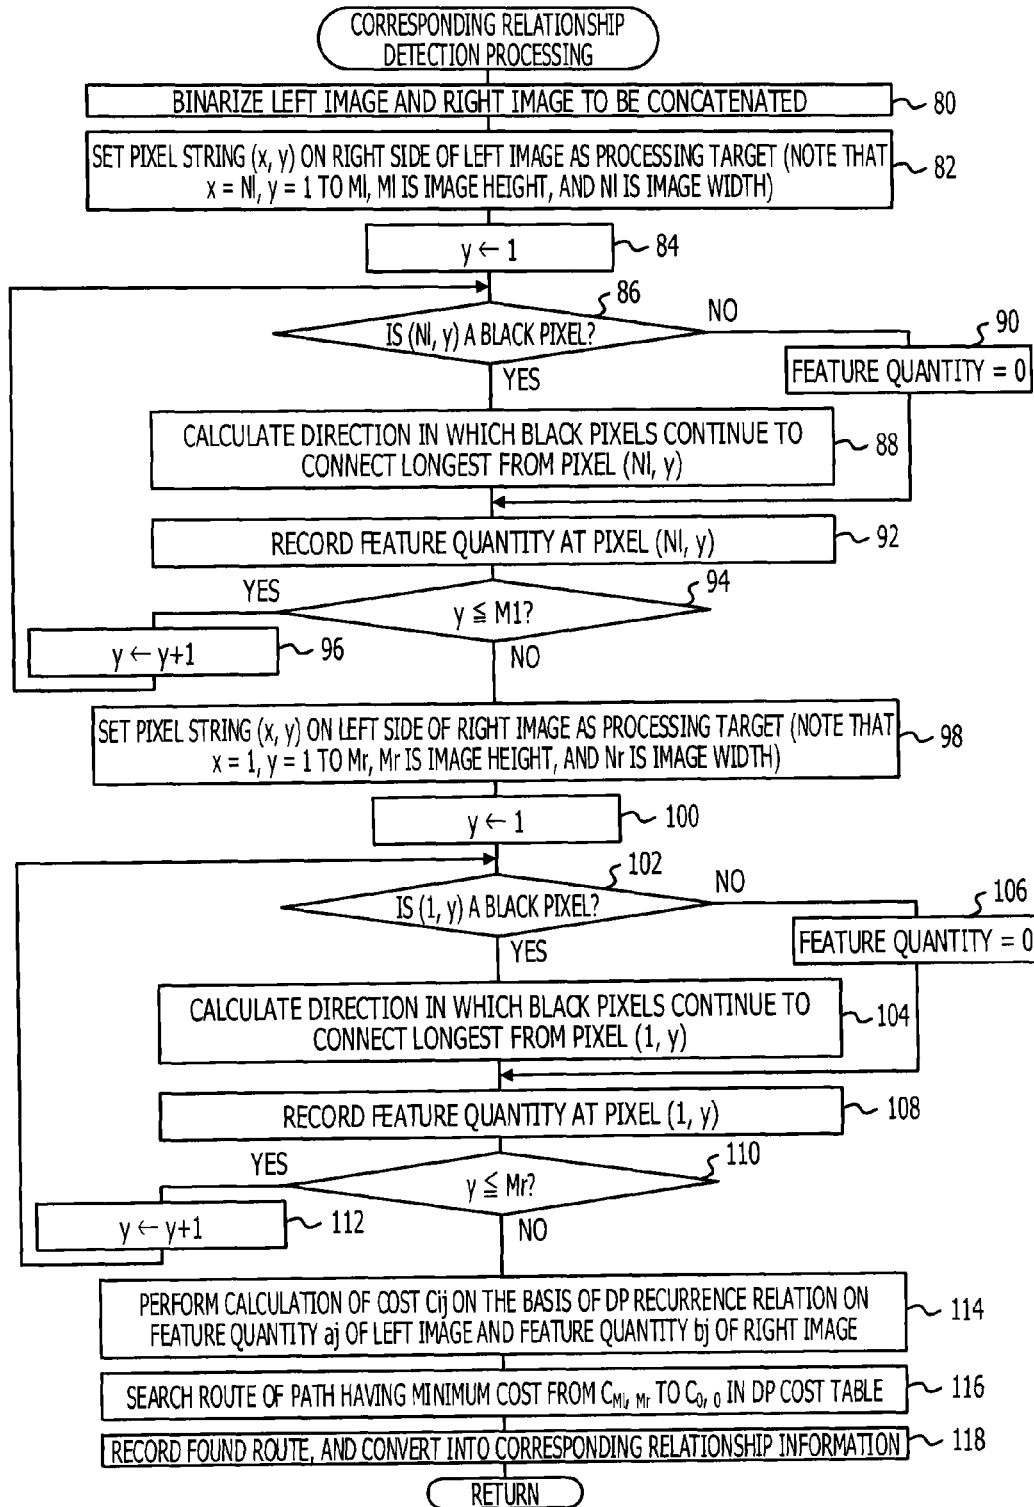 CORRESPONDING RELATIONSHIP
DETECTION PROCESSING
BINARIZE LEFT IMAGE AND RIGHT IMAGE TO BE CONCATENATED
80
SET PIXEL STRING (x, y) ON RIGHT SIDE OF LEFT IMAGE AS PROCESSING TARGET (NOTE THAT
x = Nl, y = 1 TO Ml, Ml IS IMAGE HEIGHT, AND Nl IS IMAGE WIDTH)
82
y ← 1
84
86
IS (Nl, y) A BLACK PIXEL?
NO
YES
90
FEATURE QUANTITY = 0
CALCULATE DIRECTION IN WHICH BLACK PIXELS CONTINUE TO
CONNECT LONGEST FROM PIXEL (Nl, y)
88
RECORD FEATURE QUANTITY AT PIXEL (Nl, y)
92
94
YES
y ≦ M1?
NO
y ← y+1
96
SET PIXEL STRING (x, y) ON LEFT SIDE OF RIGHT IMAGE AS PROCESSING TARGET (NOTE THAT
x = 1, y = 1 TO Mr, Mr IS IMAGE HEIGHT, AND Nr IS IMAGE WIDTH)
98
y ← 1
100
102
IS (1, y) A BLACK PIXEL?
NO
YES
106
FEATURE QUANTITY = 0
CALCULATE DIRECTION IN WHICH BLACK PIXELS CONTINUE TO
CONNECT LONGEST FROM PIXEL (1, y)
104
RECORD FEATURE QUANTITY AT PIXEL (1, y)
108
110
YES
y ≦ Mr?
NO
y ← y+1
112
PERFORM CALCULATION OF COST Cij ON THE BASIS OF DP RECURRENCE RELATION ON
FEATURE QUANTITY aj OF LEFT IMAGE AND FEATURE QUANTITY bj OF RIGHT IMAGE
114
SEARCH ROUTE OF PATH HAVING MINIMUM COST FROM CMl, Mr TO C0, 0 IN DP COST TABLE
116
RECORD FOUND ROUTE, AND CONVERT INTO CORRESPONDING RELATIONSHIP INFORMATION
118
RETURN